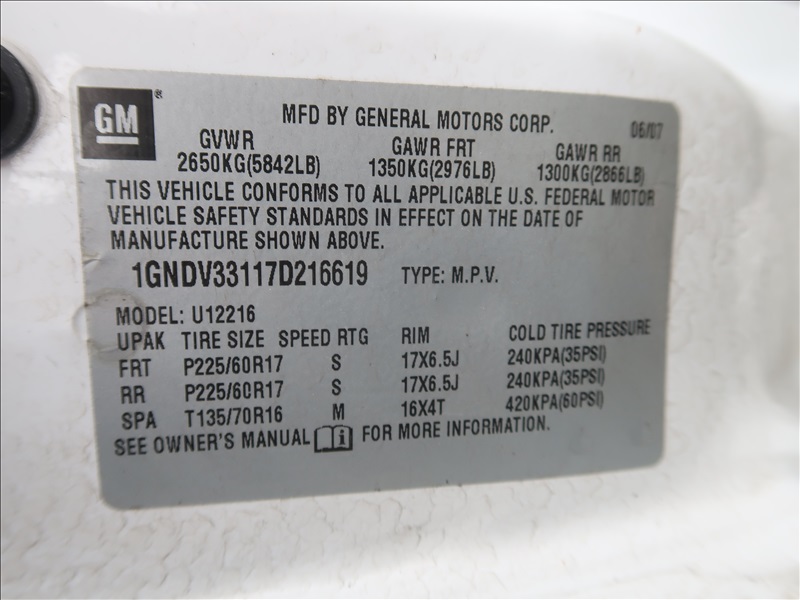 GM®
MFD BY GENERAL MOTORS CORP. 06/07
GVWR GAWR FRT GAWR RR
2650KG(5842LB) 1350KG(2976LB) 1300KG(2866LB)
THIS VEHICLE CONFORMS TO ALL APPLICABLE U.S. FEDERAL MOTOR
VEHICLE SAFETY STANDARDS IN EFFECT ON THE DATE OF
MANUFACTURE SHOWN ABOVE.
1GNDV33117D216619 TYPE: M.P.V.
MODEL: U12216
UPAK TIRE SIZE SPEED RTG RIM COLD TIRE PRESSURE
FRT P225/60R17 S 17X6.5J 240KPA(35PSI)
RR P225/60R17 S 17X6.5J 240KPA(35PSI)
SPA T135/70R16 M 16X4T 420KPA(60PSI)
SEE OWNER'S MANUAL i FOR MORE INFORMATION.